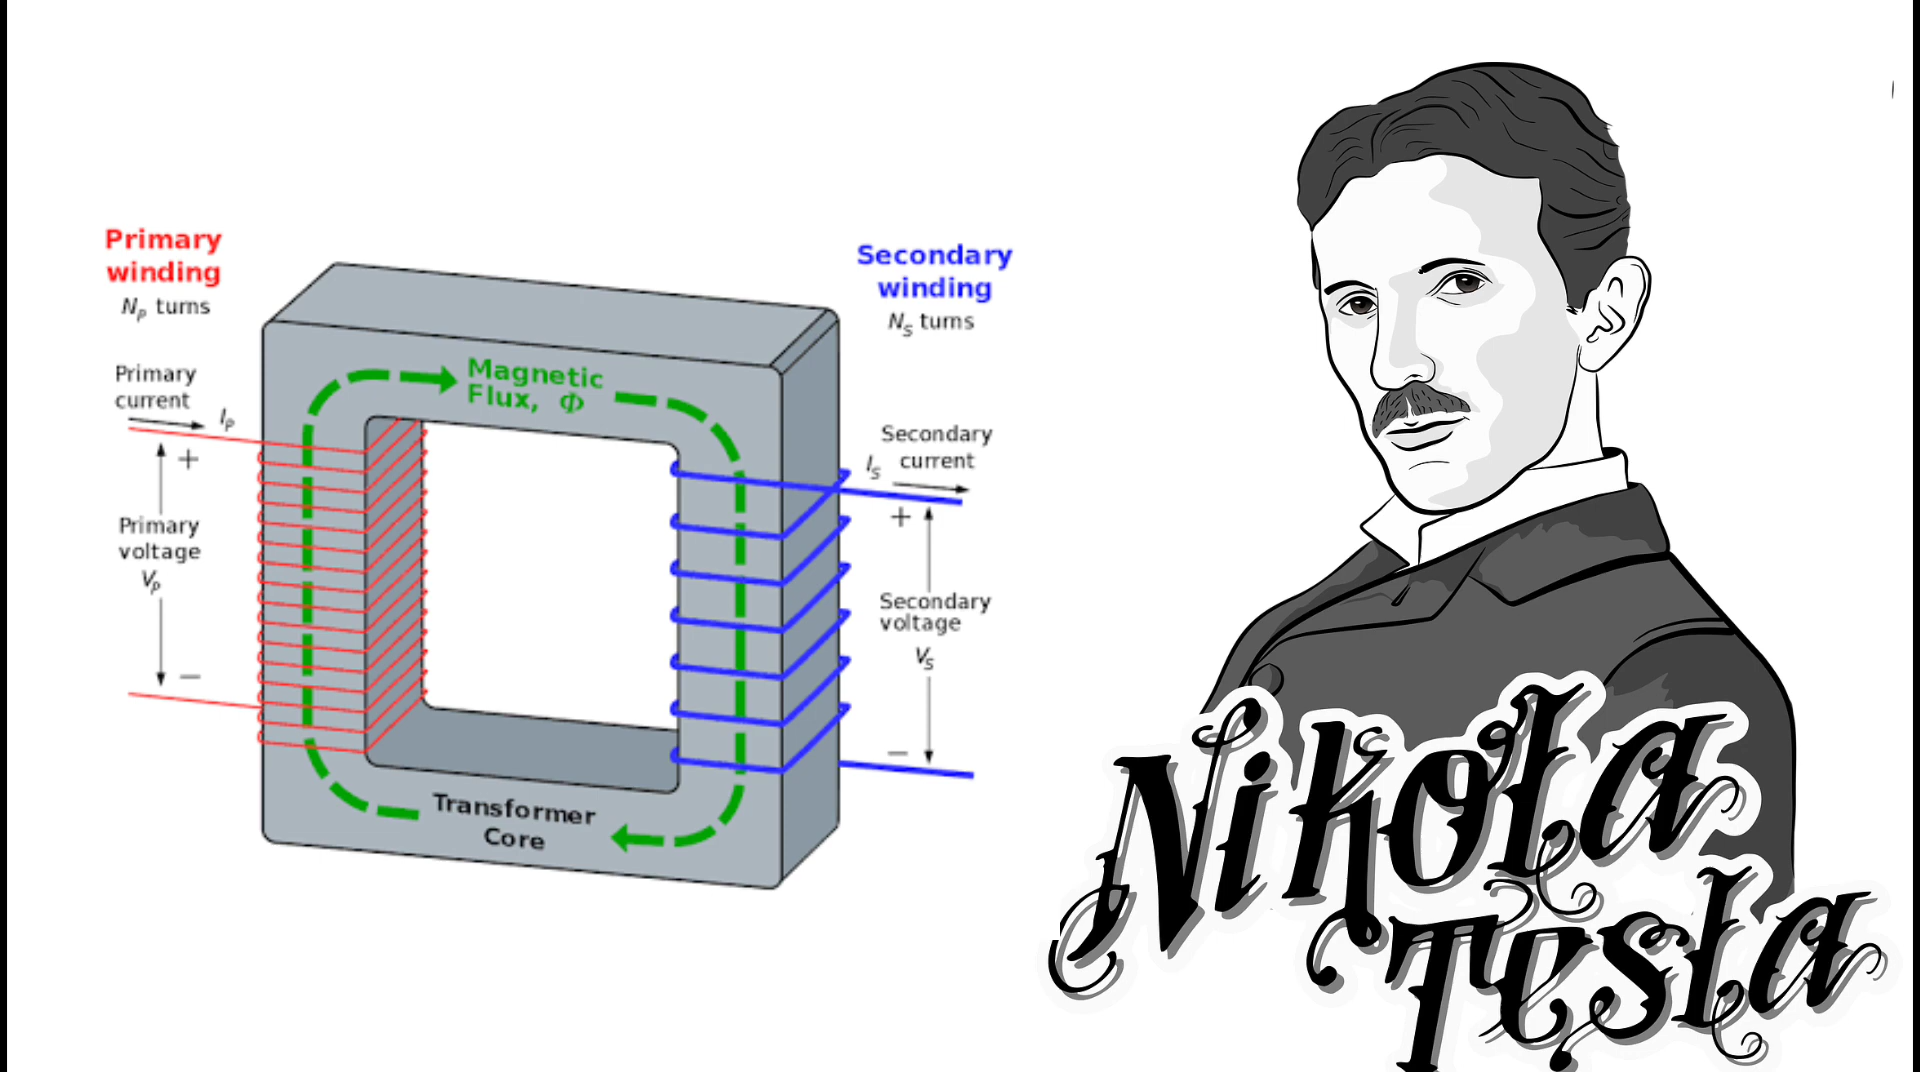 Primary
winding
Nₚ turns
Primary
current
Iₚ
+
Primary
voltage
Vₚ
−
Magnetic
Flux, Φ
Transformer
Core
Secondary
winding
Nₛ turns
Secondary
current
Iₛ
+
Secondary
voltage
Vₛ
−
Nikola
Tesla